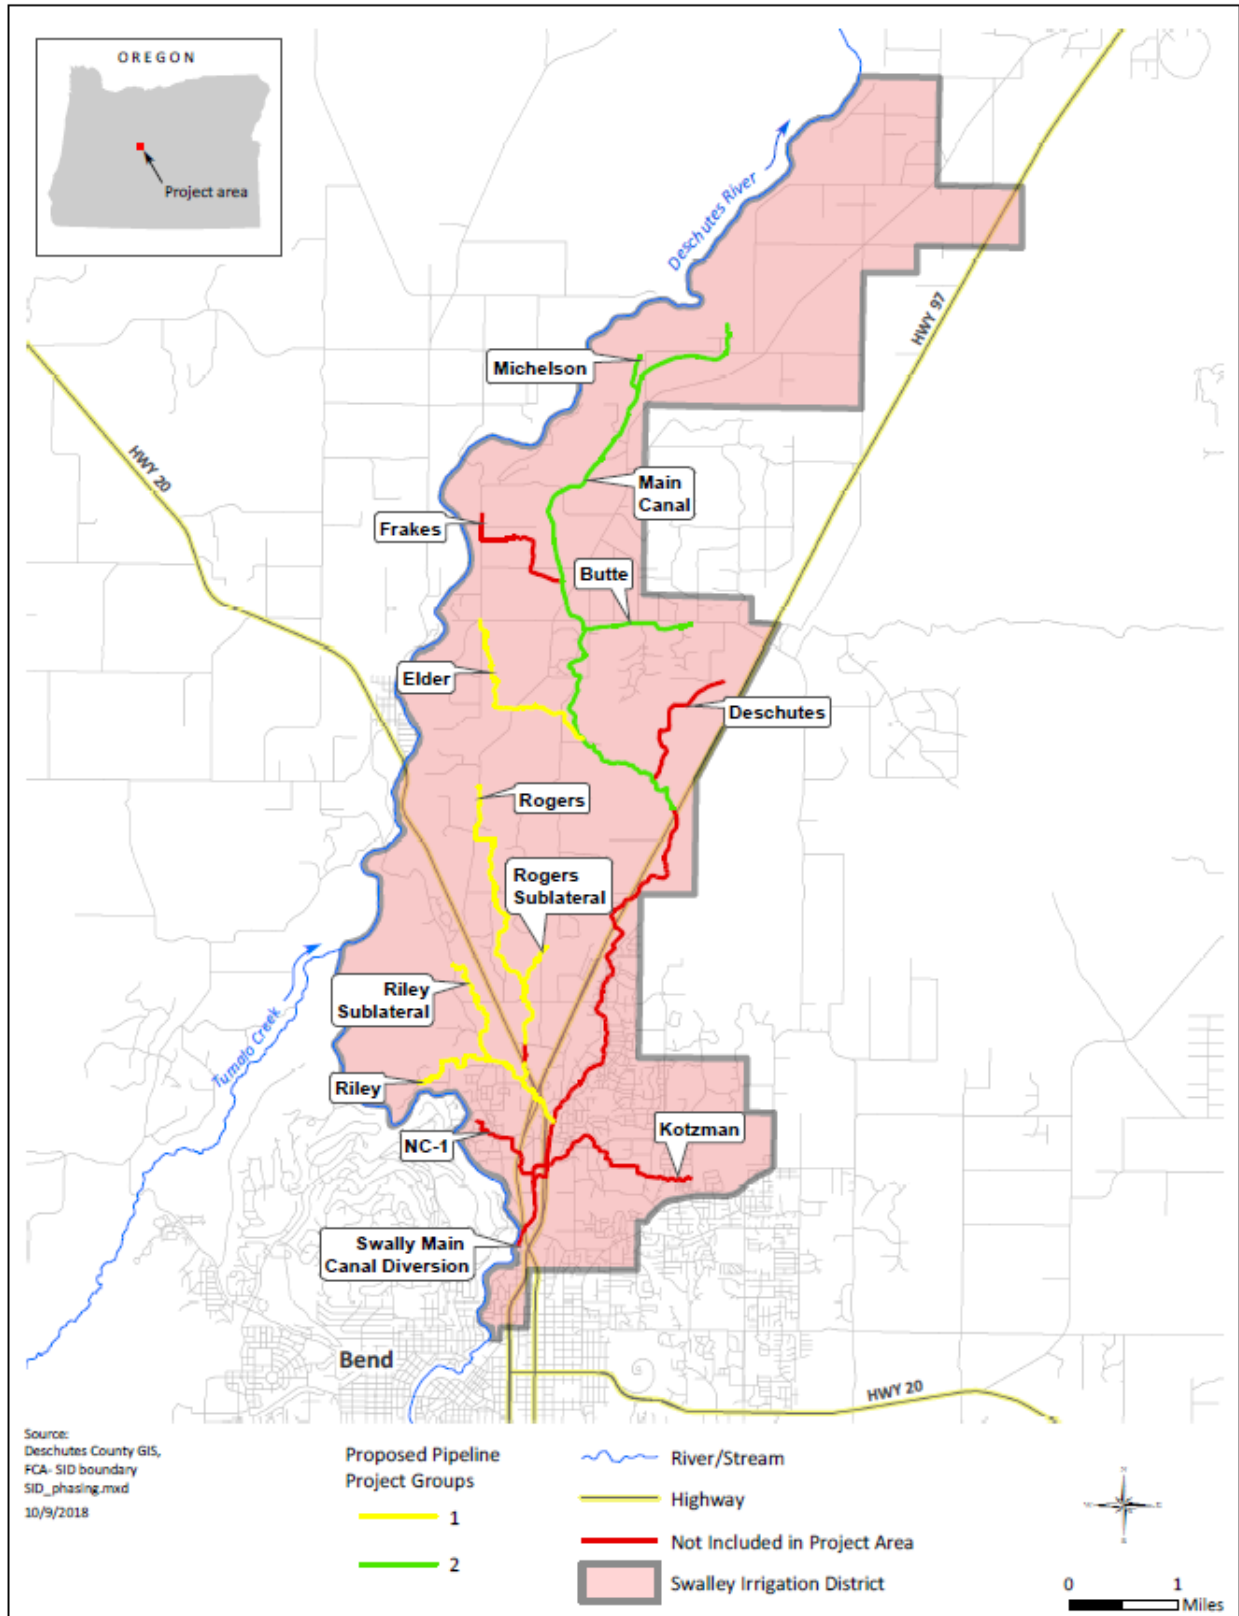 OREGON
Project area
Deschutes River
HWY 97
Michelson
HWY 20
Main
Canal
Frakes
Butte
Elder
Deschutes
Rogers
Rogers
Sublateral
Riley
Sublateral
Tumalo Creek
Riley
NC-1
Kotzman
Swally Main
Canal Diversion
Bend
HWY 20
Source:
Deschutes County GIS,
FCA- SID boundary
SID_phasing.mxd
10/9/2018
Proposed Pipeline
Project Groups
1
2
River/Stream
Highway
Not Included in Project Area
Swalley Irrigation District
N
W
E
S
0 1
Miles